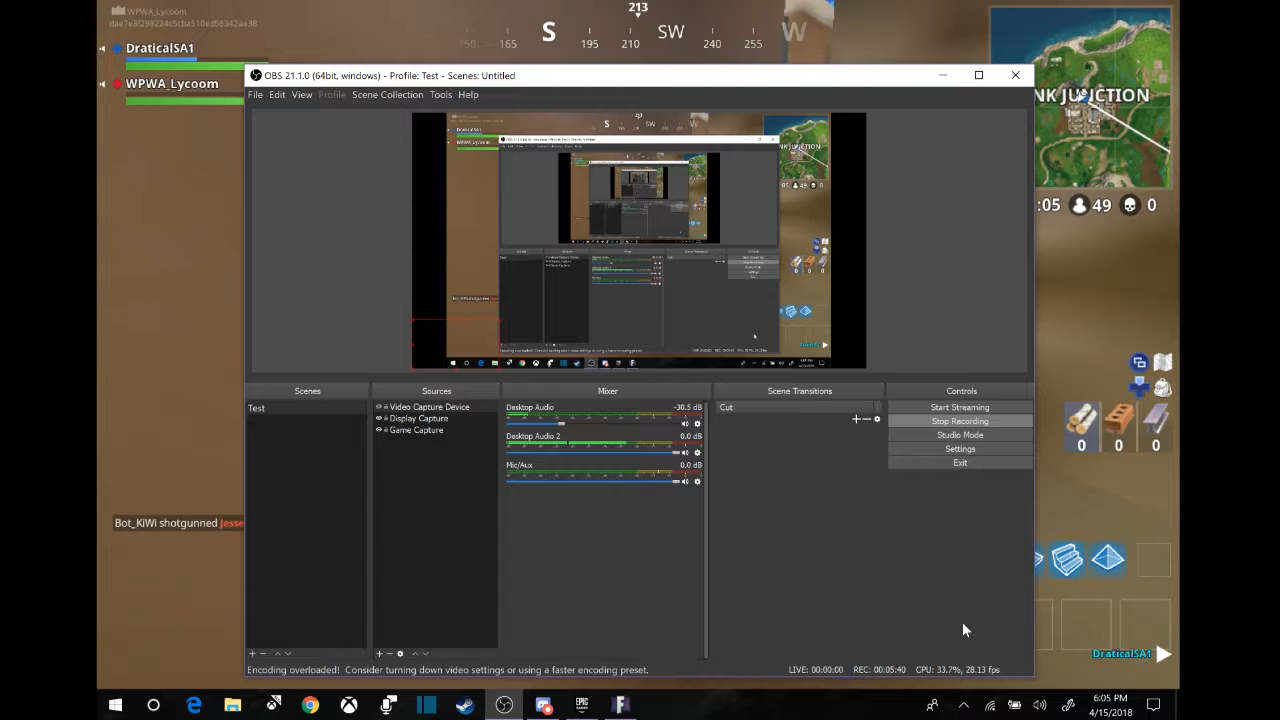 WPWA_Lycoom
213
DraticalSA1
150 165 S 195 210 SW 240 255 W
WPWA_Lycoom
OBS 21.1.0 (64bit, windows) - Profile: Test - Scenes: Untitled
File Edit View Profile Scene Collection Tools Help
NK JUNCTION
:05 49 0
Scenes Sources Mixer Scene Transitions Controls
Test
Video Capture Device
Display Capture
Game Capture
Desktop Audio -30.5 dB
Desktop Audio 2 0.0 dB
Mic/Aux 0.0 dB
Cut
Start Streaming
Stop Recording
Studio Mode
Settings
Exit
0 0 0
Bot_KiWi shotgunned Jesse
DraticalSA1
Encoding overloaded! Consider turning down video settings or using a faster encoding preset.
LIVE: 00:00:00 REC: 00:05:40 CPU: 33.7%, 28.13 fps
EPIC GAMES
6:05 PM
4/15/2018